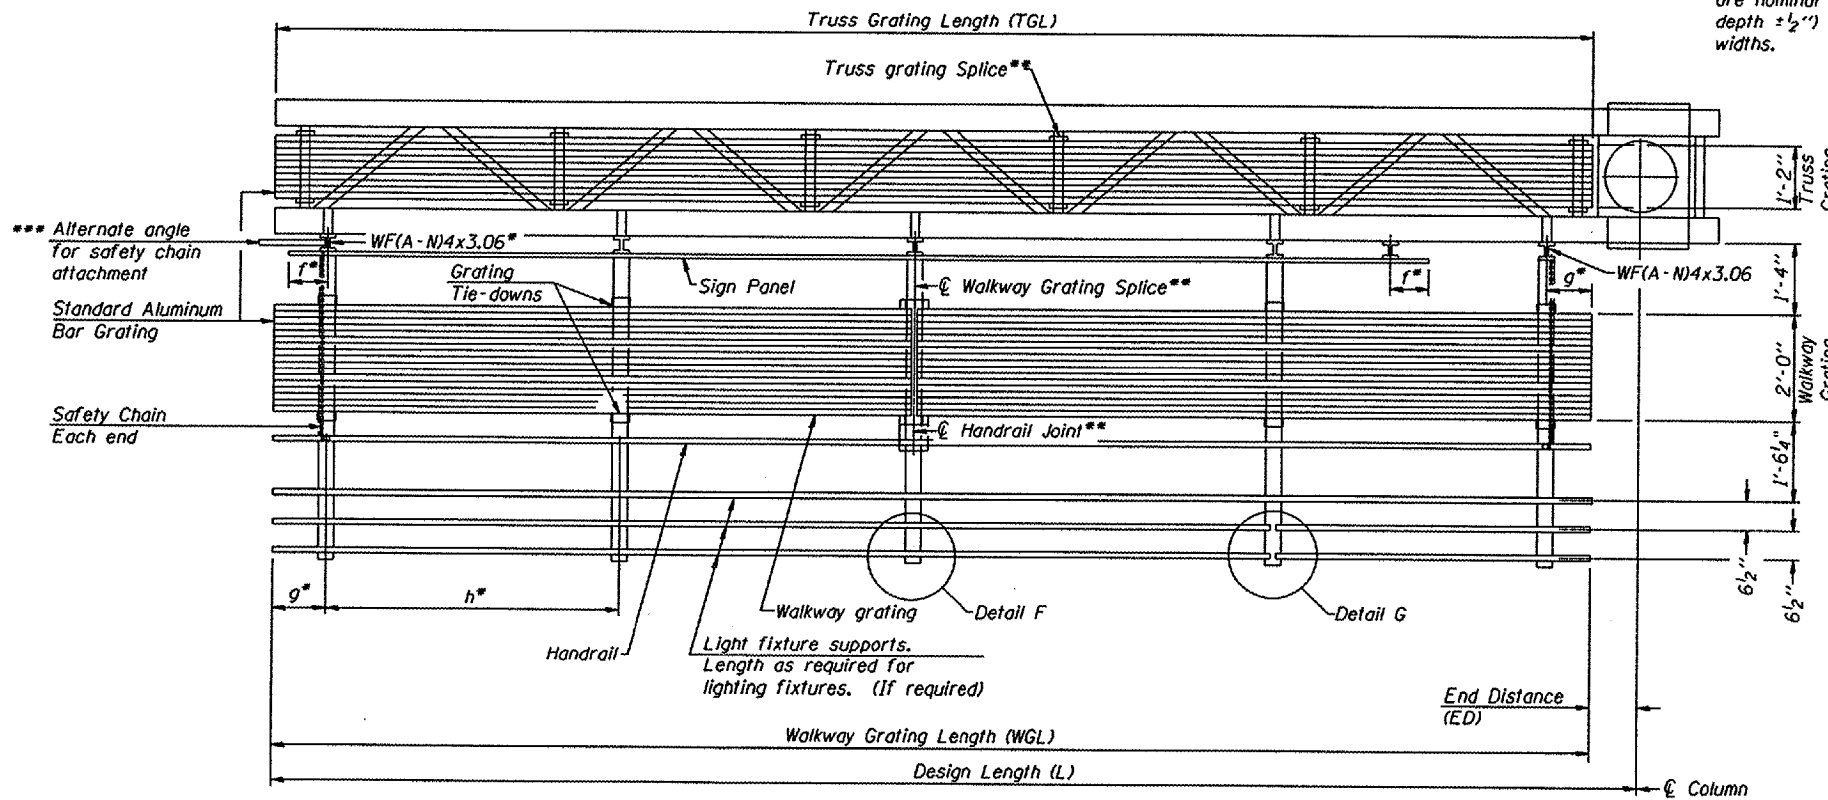 are nominal
depth ±½")
widths.
Truss Grating Length (TGL)
Truss grating Splice**
1'-2"
Truss
Grating
*** Alternate angle
for safety chain
attachment
WF(A-N)4x3.06*
f*
Grating
Tie-downs
Sign Panel
℄ Walkway Grating Splice**
f*
g*
WF(A-N)4x3.06
1'-4"
Standard Aluminum
Bar Grating
2'-0"
Walkway
Grating
Safety Chain
Each end
℄ Handrail Joint**
1'-6¼"
6½"
6½"
g*
h*
Walkway grating
Detail F
Detail G
Handrail
Light fixture supports.
Length as required for
lighting fixtures. (If required)
End Distance
(ED)
Walkway Grating Length (WGL)
Design Length (L)
℄ Column